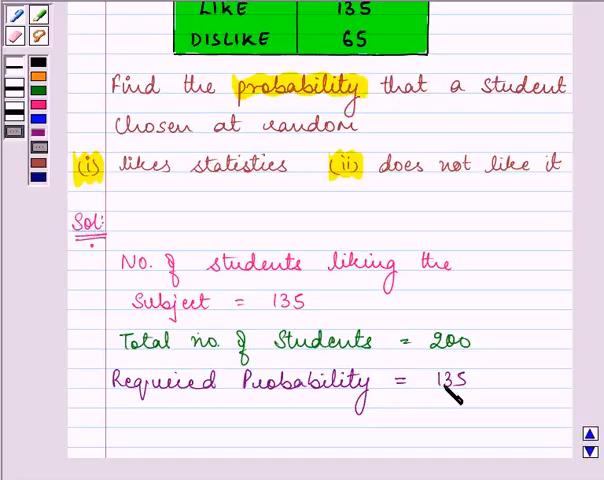 LIKE 135
DISLIKE 65
Find the probability that a student
chosen at random
(i) likes statistics (ii) does not like it
Sol:
No. of students liking the
Subject = 135
Total no. of Students = 200
Required Probability = 135